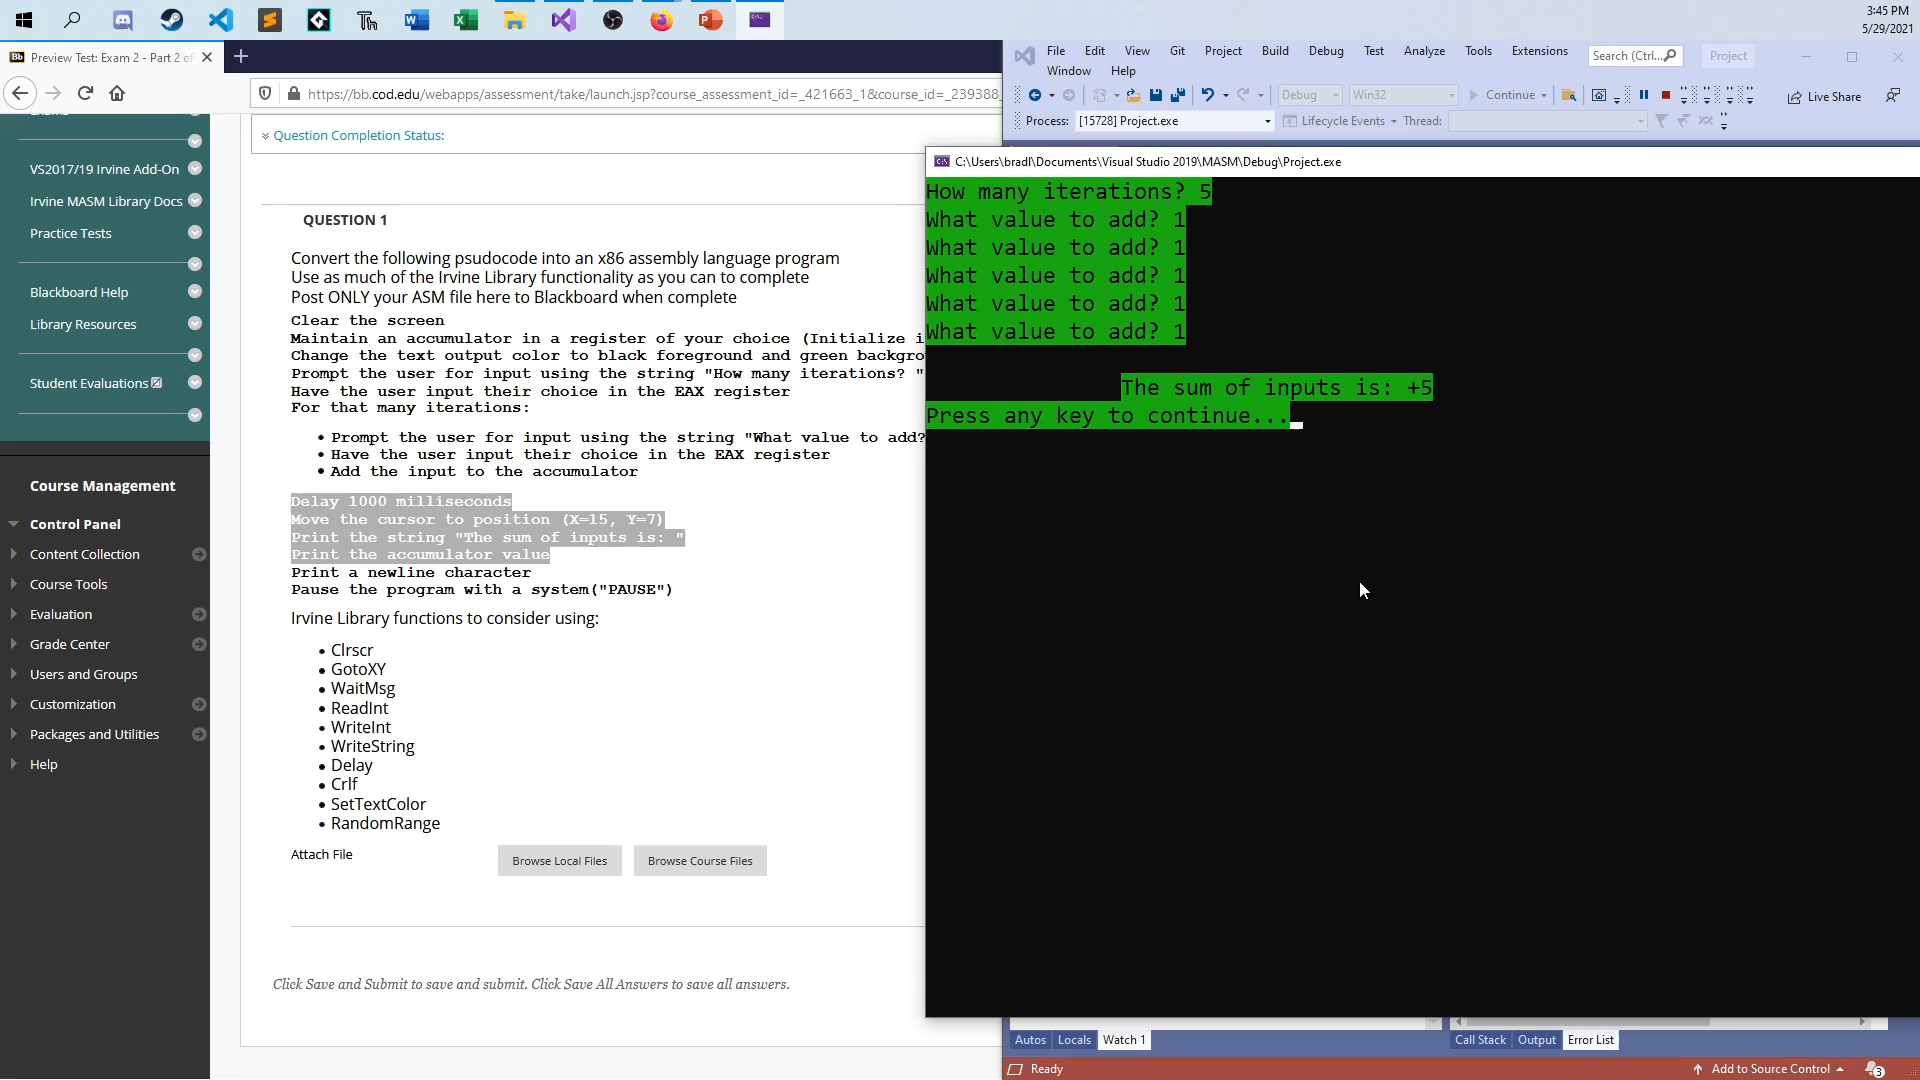 3:45 PM
5/29/2021
Preview Test: Exam 2 - Part 2 of
https://bb.cod.edu/webapps/assessment/take/launch.jsp?course_assessment_id=_421663_1&course_id=_239388_
VS2017/19 Irvine Add-On
Irvine MASM Library Docs
Practice Tests
Blackboard Help
Library Resources
Student Evaluations
Course Management
Control Panel
Content Collection
Course Tools
Evaluation
Grade Center
Users and Groups
Customization
Packages and Utilities
Help
Question Completion Status:
QUESTION 1
Convert the following psudocode into an x86 assembly language program
Use as much of the Irvine Library functionality as you can to complete
Post ONLY your ASM file here to Blackboard when complete
Clear the screen
Maintain an accumulator in a register of your choice (Initialize i
Change the text output color to black foreground and green backgro
Prompt the user for input using the string "How many iterations? "
Have the user input their choice in the EAX register
For that many iterations:
• Prompt the user for input using the string "What value to add?
• Have the user input their choice in the EAX register
• Add the input to the accumulator
Delay 1000 milliseconds
Move the cursor to position (X=15, Y=7)
Print the string "The sum of inputs is: "
Print the accumulator value
Print a newline character
Pause the program with a system("PAUSE")
Irvine Library functions to consider using:
• Clrscr
• GotoXY
• WaitMsg
• ReadInt
• WriteInt
• WriteString
• Delay
• Crlf
• SetTextColor
• RandomRange
Attach File
Browse Local Files
Browse Course Files
Click Save and Submit to save and submit. Click Save All Answers to save all answers.
File Edit View Git Project Build Debug Test Analyze Tools Extensions
Search (Ctrl...
Project
Window Help
Debug
Win32
Continue
Live Share
Process: [15728] Project.exe
Lifecycle Events
Thread:
C:\Users\bradl\Documents\Visual Studio 2019\MASM\Debug\Project.exe
How many iterations? 5
What value to add? 1
What value to add? 1
What value to add? 1
What value to add? 1
What value to add? 1
The sum of inputs is: +5
Press any key to continue...
Autos Locals Watch 1
Call Stack Output Error List
Ready
Add to Source Control
3